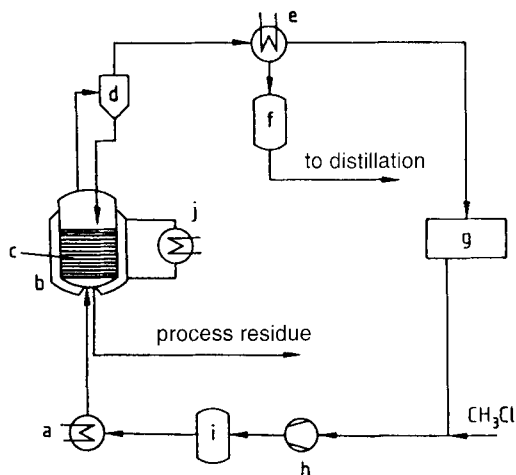 e
d
f
to distillation
j
c
g
b
process residue
CH₃Cl
a
i
h